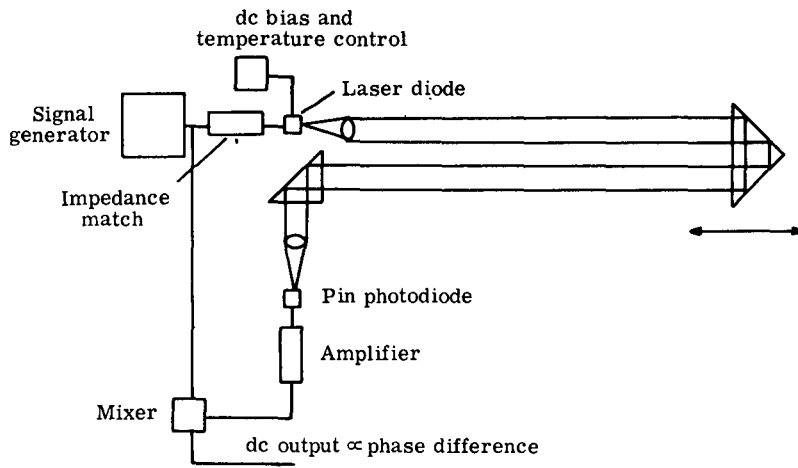 dc bias and
temperature control
Laser diode
Signal
generator
Impedance
match
Pin photodiode
Amplifier
Mixer
dc output ∝ phase difference